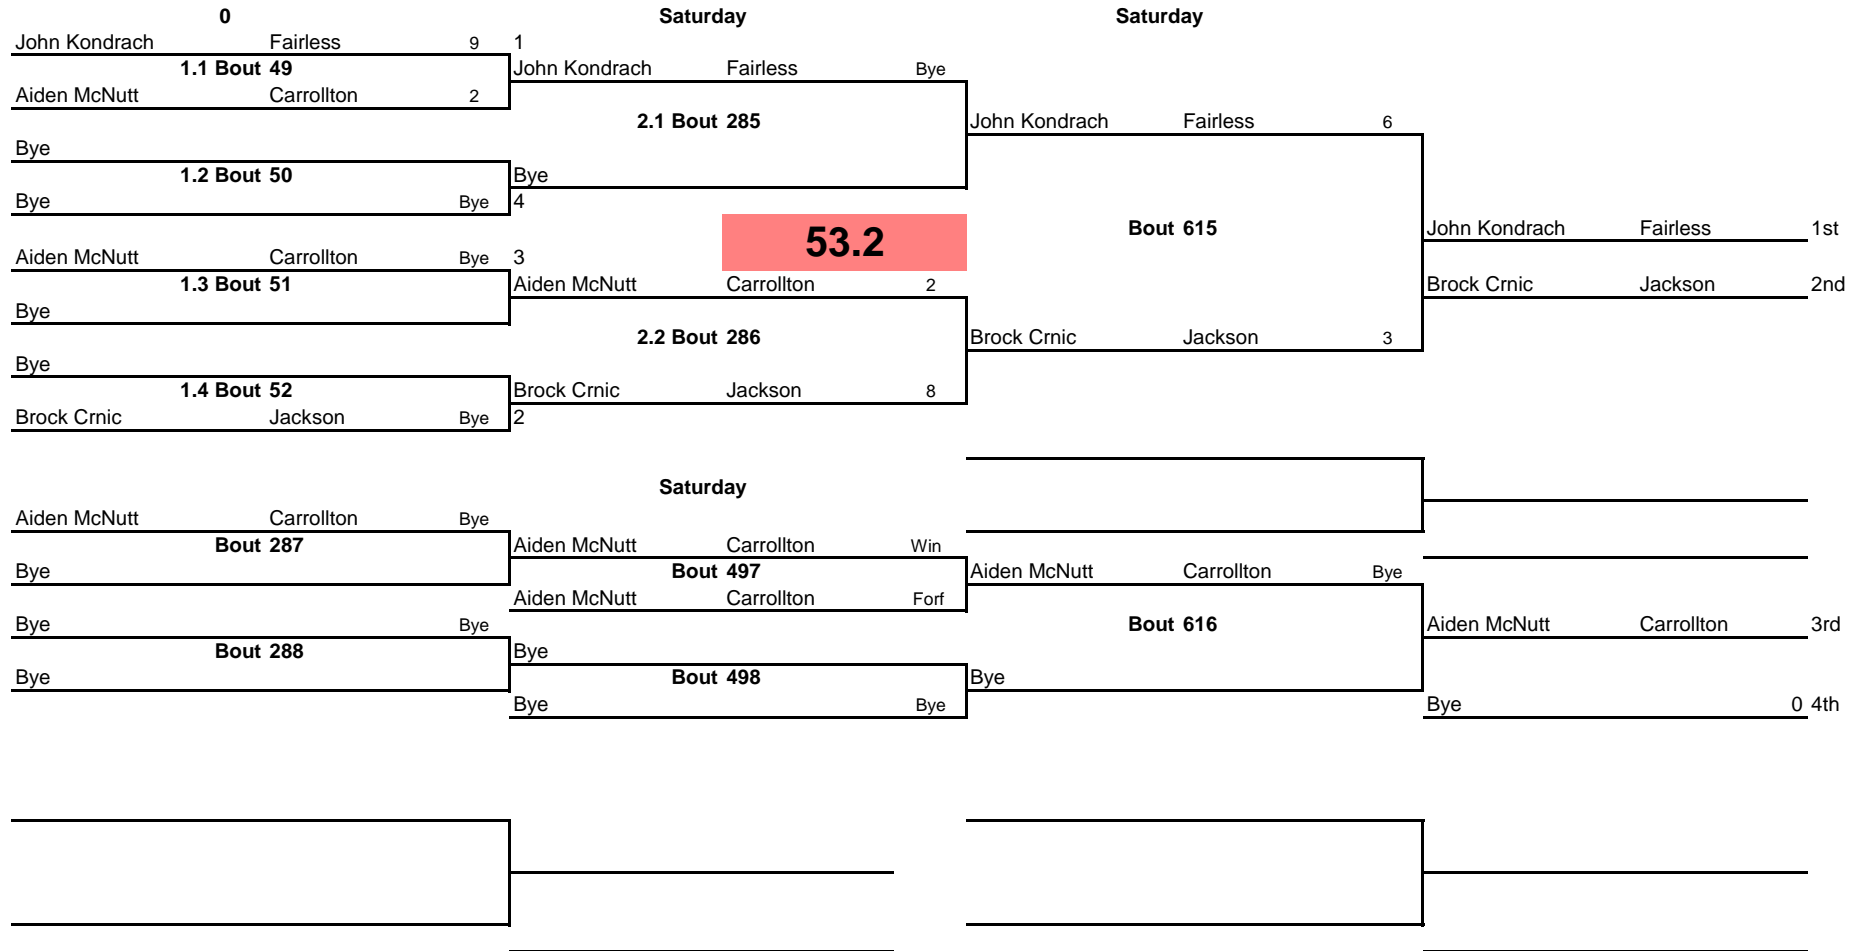 0 Saturday Saturday
John Kondrach Fairless 9 1
1.1 Bout 49 John Kondrach Fairless Bye
Aiden McNutt Carrollton 2
2.1 Bout 285 John Kondrach Fairless 6
Bye
1.2 Bout 50 Bye
Bye Bye 4
53.2 Bout 615 John Kondrach Fairless 1st
Aiden McNutt Carrollton Bye 3
1.3 Bout 51 Aiden McNutt Carrollton 2 Brock Crnic Jackson 2nd
Bye
2.2 Bout 286 Brock Crnic Jackson 3
Bye
1.4 Bout 52 Brock Crnic Jackson 8
Brock Crnic Jackson Bye 2
Saturday
Aiden McNutt Carrollton Bye
Bout 287 Aiden McNutt Carrollton Win
Bye Bout 497 Aiden McNutt Carrollton Bye
Aiden McNutt Carrollton Forf
Bye Bye Bout 616 Aiden McNutt Carrollton 3rd
Bout 288 Bye
Bye Bout 498 Bye
Bye Bye Bye 0 4th